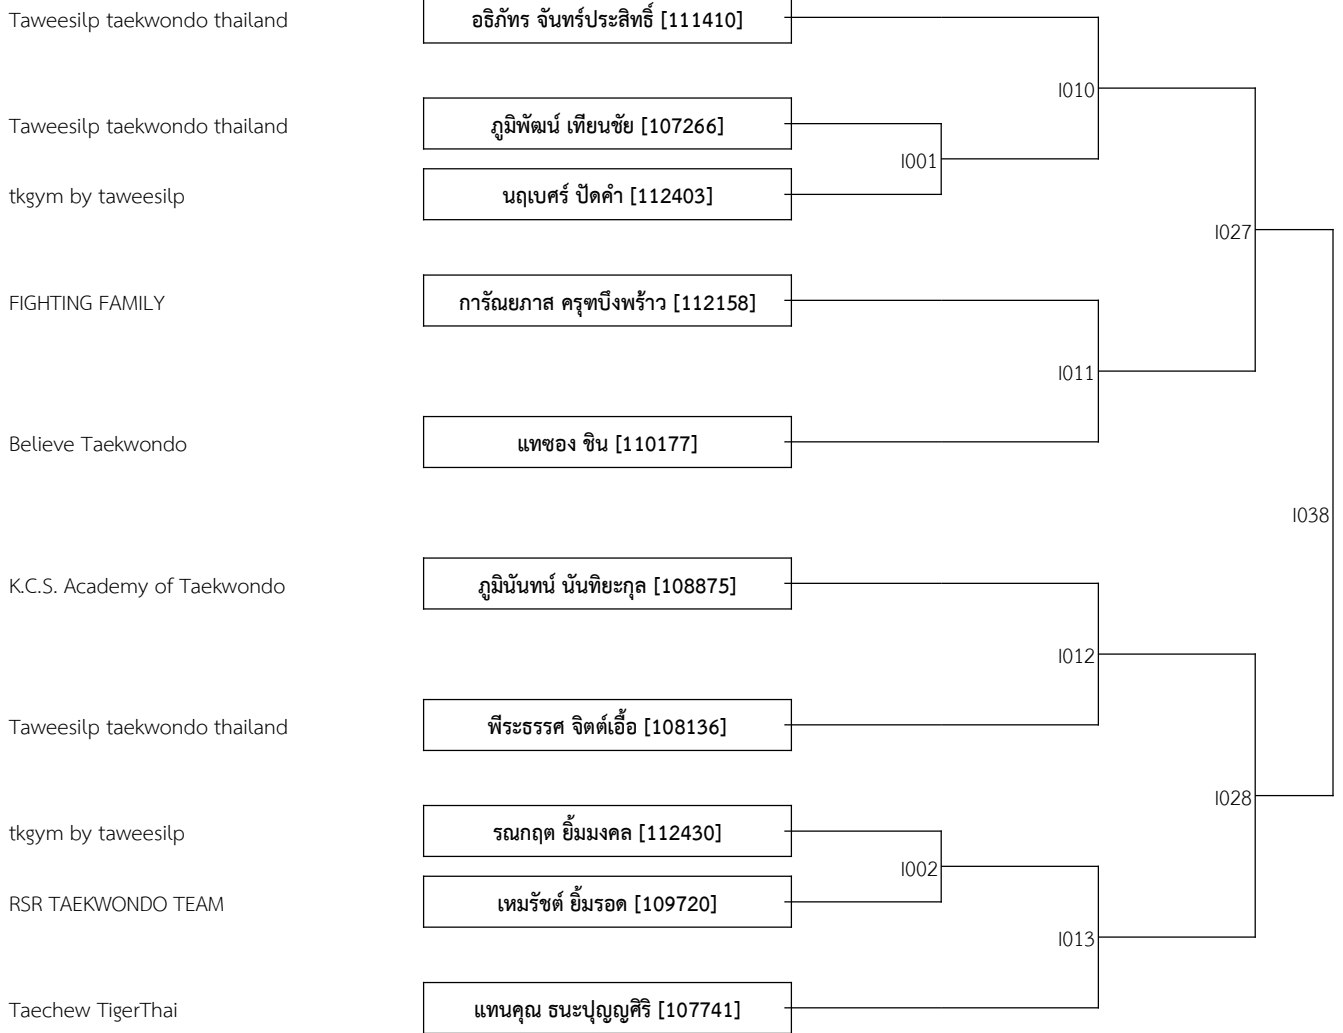 Taweesilp taekwondo thailand อธิภัทร จันทร์ประสิทธิ์ [111410]
I010
Taweesilp taekwondo thailand ภูมิพัฒน์ เทียนชัย [107266]
I001
tkgym by taweesilp นฤเบศร์ ปัดคำ [112403]
I027
FIGHTING FAMILY การัณยภาส ครุฑบึงพร้าว [112158]
I011
Believe Taekwondo แทซอง ชิน [110177]
I038
K.C.S. Academy of Taekwondo ภูมินันทน์ นันทิยะกุล [108875]
I012
Taweesilp taekwondo thailand พีระธรรศ จิตต์เอื้อ [108136]
I028
tkgym by taweesilp รณกฤต ยิ้มมงคล [112430]
I002
RSR TAEKWONDO TEAM เหมรัชต์ ยิ้มรอด [109720]
I013
Taechew TigerThai แทนคุณ ธนะปุญญศิริ [107741]